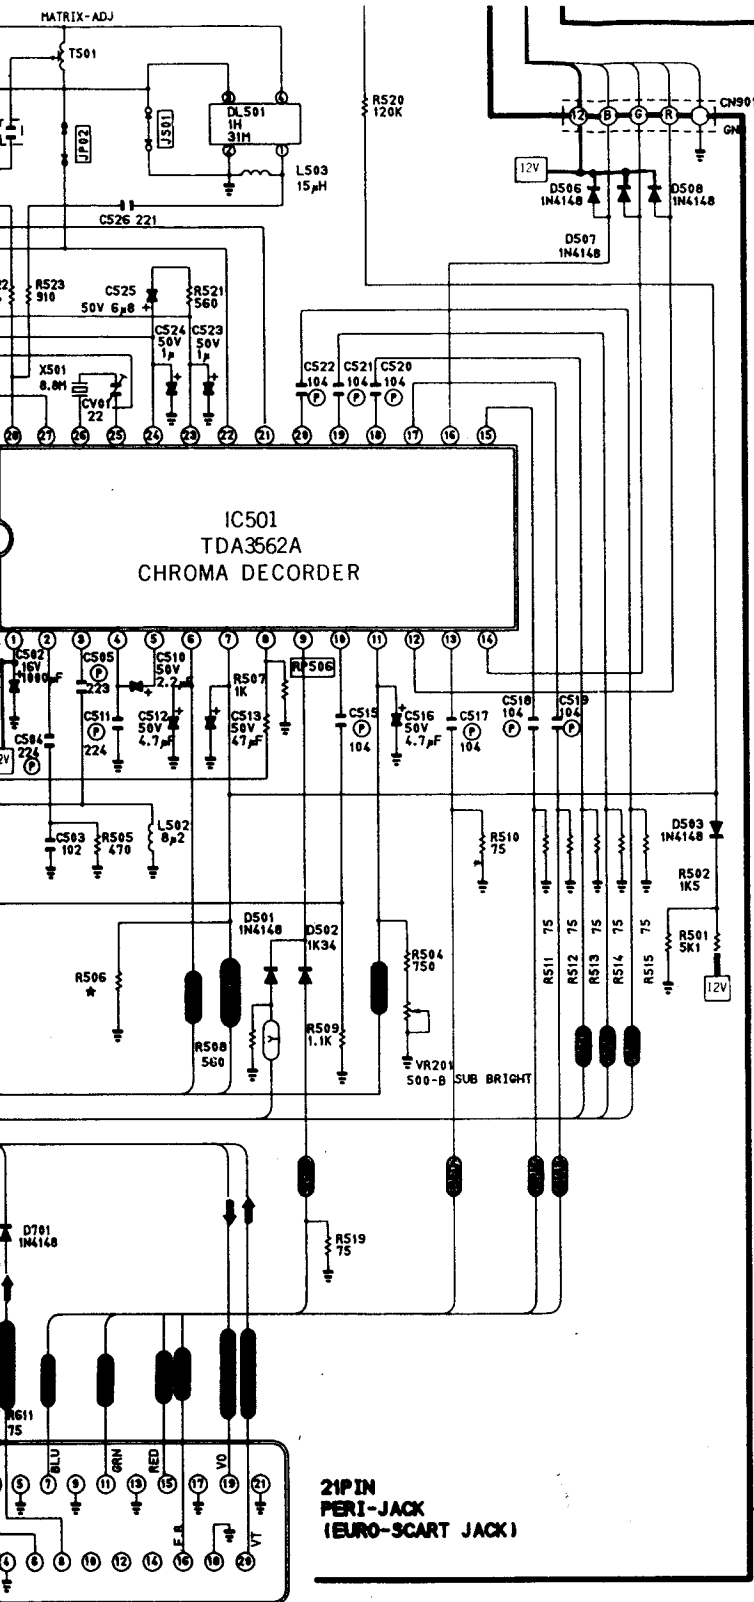 MATRIX-ADJ
T501
JP02
J501
3
4
DL501
1H
31M
2
1
L503
15μH
C526 221
R520
120K
12
B
G
R
CN901
12V
D506
1N4148
D508
1N4148
D507
1N4148
R523
910
C525
50V 6μ8
R521
560
C524
50V
1μ
C523
50V
1μ
X501
8.8M
CV01
22
C522
104
P
C521
104
P
C520
104
P
28
27
26
25
24
23
22
21
20
19
18
17
16
15
IC501
TDA3562A
CHROMA DECORDER
1
2
3
4
5
6
7
8
9
10
11
12
13
14
C502
16V
1000μF
C505
P
223
C510
50V
2.2μF
R507
1K
RP506
C504
224
P
C511
P
224
C512
50V
4.7μF
C513
50V
47μF
C515
P
104
C516
50V
4.7μF
C517
P
104
C518
104
P
C519
104
P
C503
102
R505
470
L502
8μ2
R510
75
D503
1N4148
R502
1K5
R501
5K1
12V
R511 75
R512 75
R513 75
R514 75
R515 75
D501
1N4148
D502
1K34
R506
R504
750
R508
560
Y
R509
1.1K
VR201
500-B SUB BRIGHT
D701
1N4148
R519
75
R611
75
BLU
GRN
RED
VO
5
7
9
11
13
15
17
19
21
F.B
VT
4
6
8
10
12
14
16
18
20
21PIN
PERI-JACK
(EURO-SCART JACK)